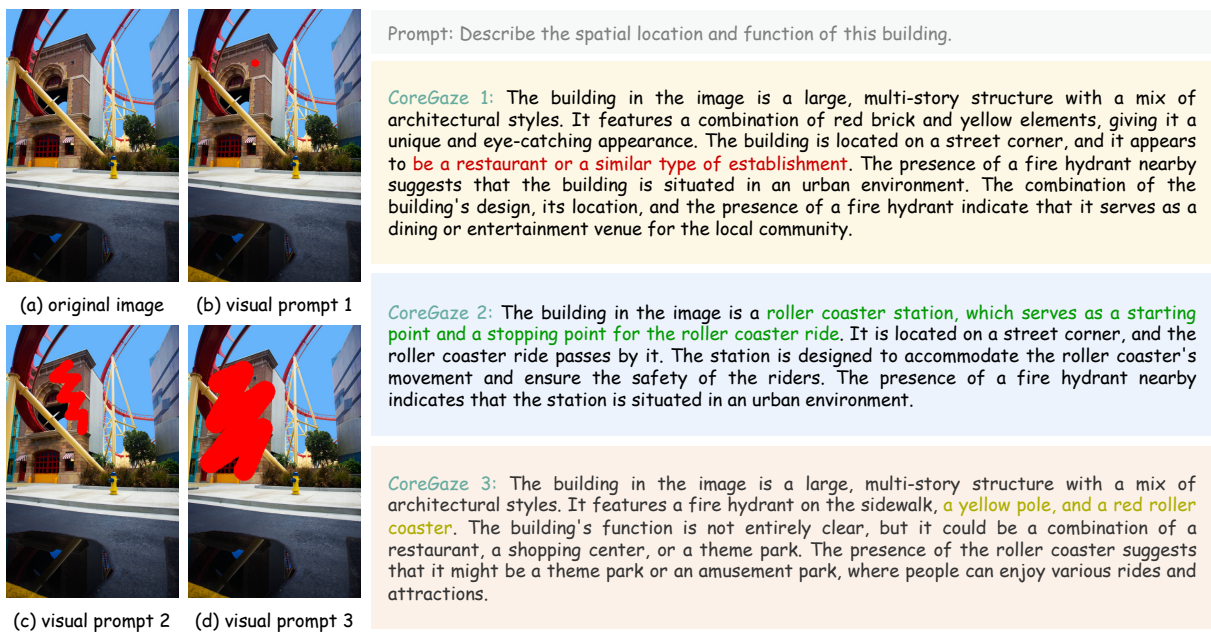 (a) original image
(b) visual prompt 1
(c) visual prompt 2
(d) visual prompt 3
Prompt: Describe the spatial location and function of this building.
CoreGaze 1: The building in the image is a large, multi-story structure with a mix of
architectural styles. It features a combination of red brick and yellow elements, giving it a
unique and eye-catching appearance. The building is located on a street corner, and it appears
to be a restaurant or a similar type of establishment. The presence of a fire hydrant nearby
suggests that the building is situated in an urban environment. The combination of the
building's design, its location, and the presence of a fire hydrant indicate that it serves as a
dining or entertainment venue for the local community.
CoreGaze 2: The building in the image is a roller coaster station, which serves as a starting
point and a stopping point for the roller coaster ride. It is located on a street corner, and the
roller coaster ride passes by it. The station is designed to accommodate the roller coaster's
movement and ensure the safety of the riders. The presence of a fire hydrant nearby
indicates that the station is situated in an urban environment.
CoreGaze 3: The building in the image is a large, multi-story structure with a mix of
architectural styles. It features a fire hydrant on the sidewalk, a yellow pole, and a red roller
coaster. The building's function is not entirely clear, but it could be a combination of a
restaurant, a shopping center, or a theme park. The presence of the roller coaster suggests
that it might be a theme park or an amusement park, where people can enjoy various rides and
attractions.